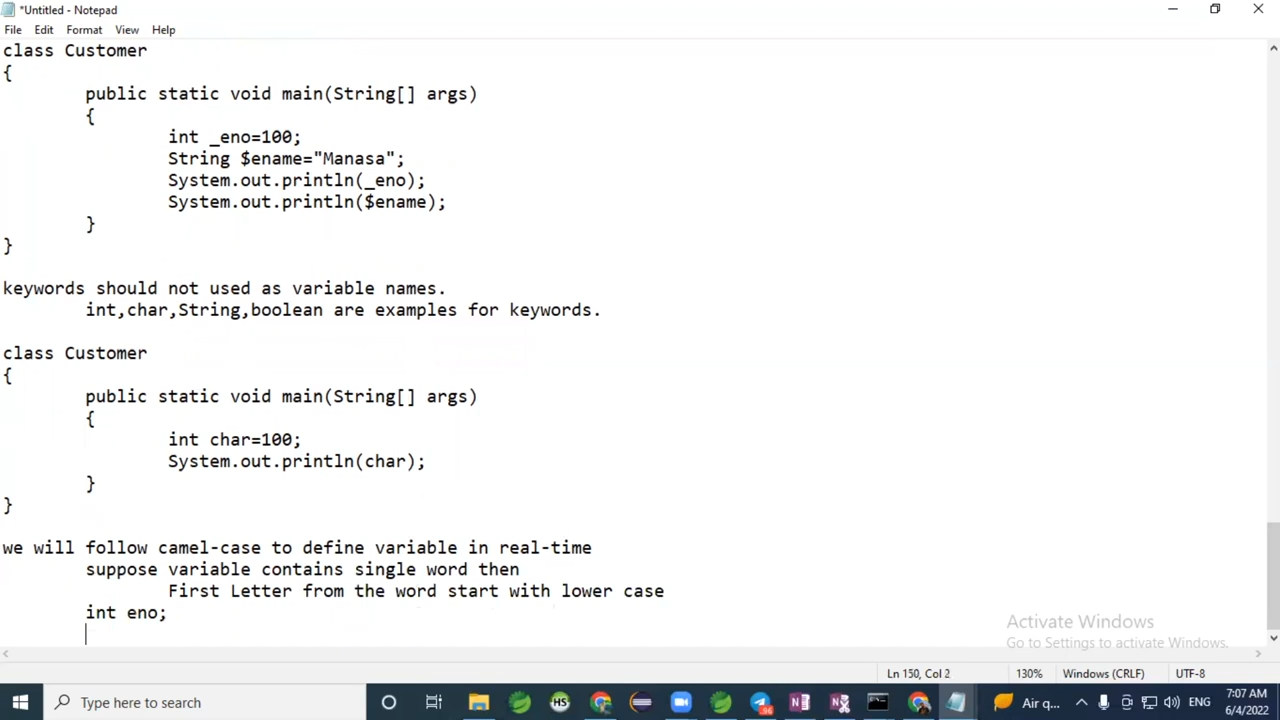 *Untitled - Notepad
File Edit Format View Help
class Customer
{
public static void main(String[] args)
{
int _eno=100;
String $ename="Manasa";
System.out.println(_eno);
System.out.println($ename);
}
}
keywords should not used as variable names.
int,char,String,boolean are examples for keywords.
class Customer
{
public static void main(String[] args)
{
int char=100;
System.out.println(char);
}
}
we will follow camel-case to define variable in real-time
suppose variable contains single word then
First Letter from the word start with lower case
int eno;
Activate Windows
Go to Settings to activate Windows.
Ln 150, Col 2 130% Windows (CRLF) UTF-8
Type here to search
HS
Air q...
ENG
7:07 AM
6/4/2022